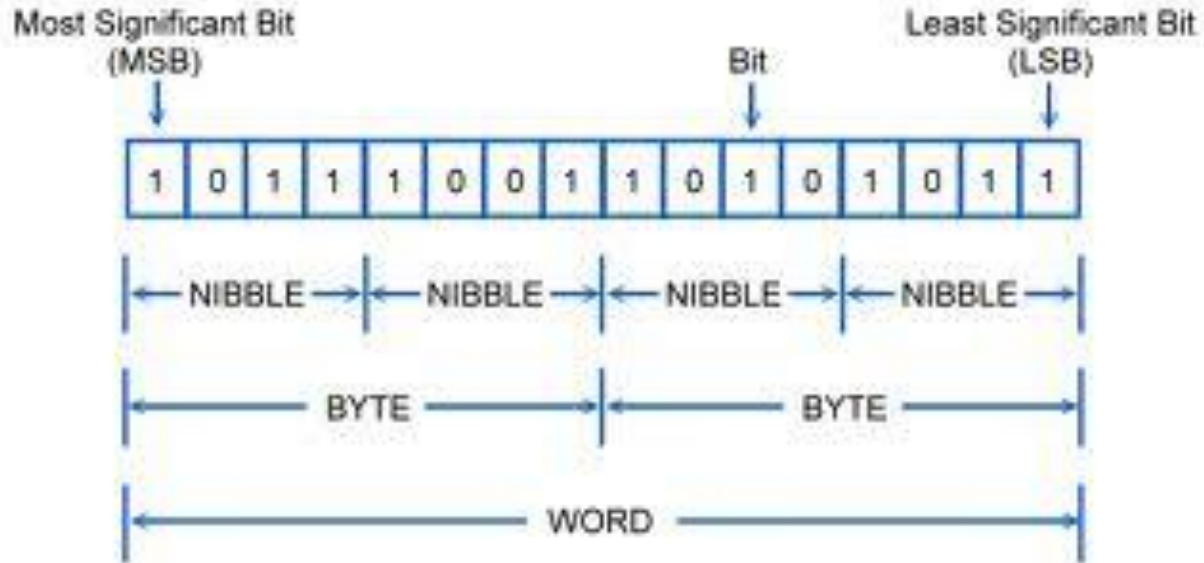 Most Significant Bit
(MSB)
Bit
Least Significant Bit
(LSB)
1 0 1 1 1 0 0 1 1 0 1 0 1 0 1 1
NIBBLE NIBBLE NIBBLE NIBBLE
BYTE BYTE
WORD